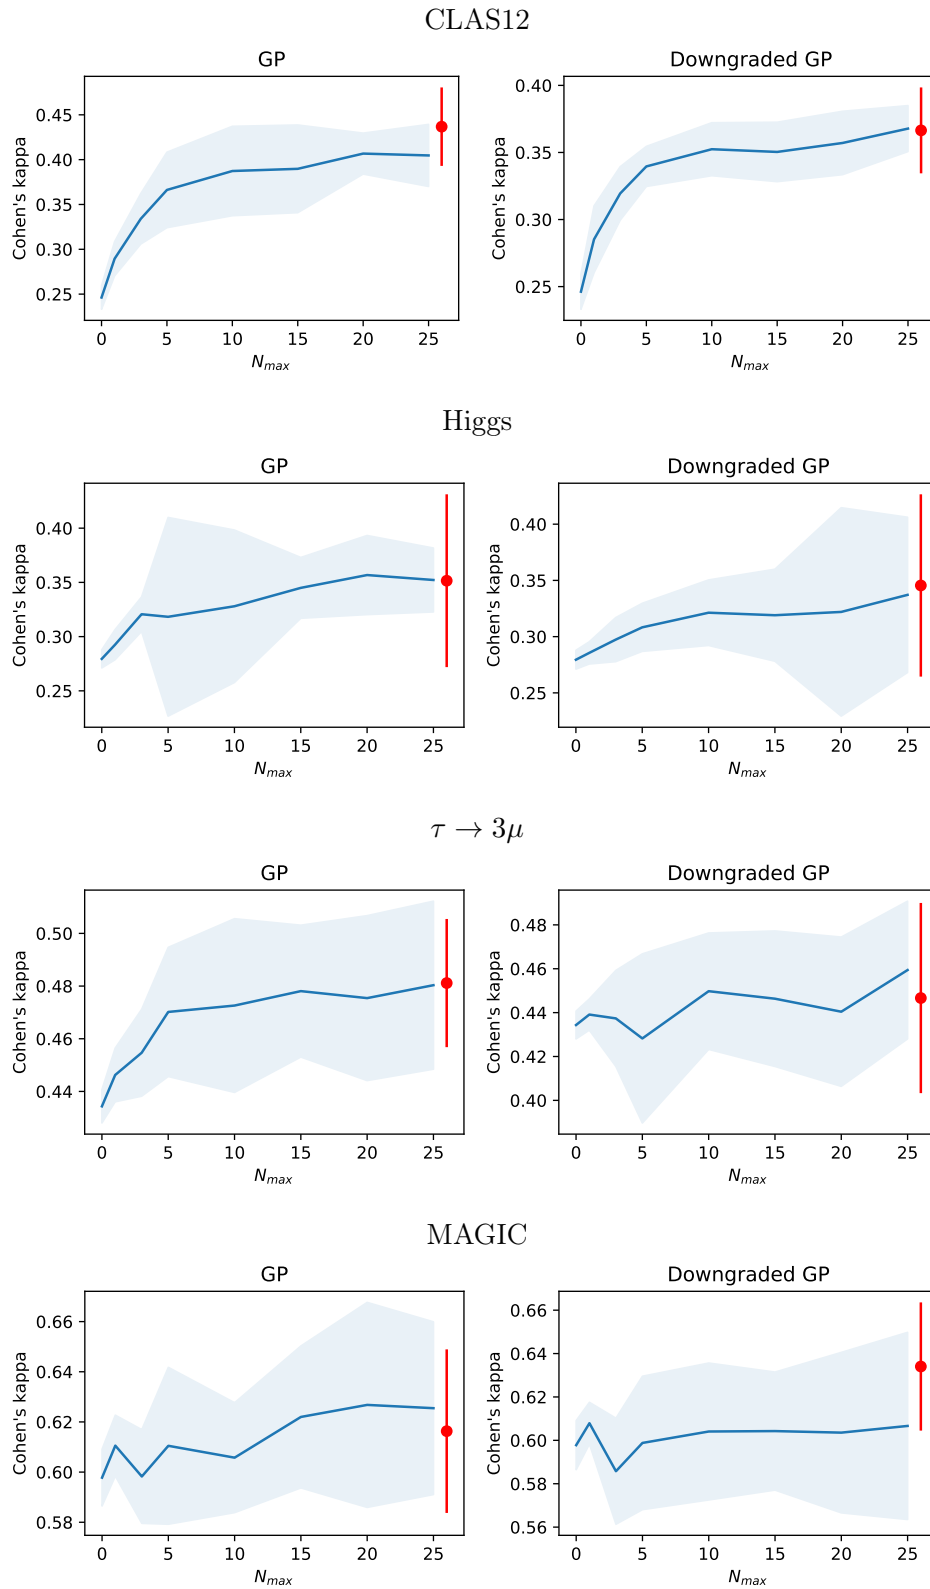 CLAS12
GP
Downgraded GP
Cohen's kappa
0.45
0.40
0.35
0.30
0.25
0 5 10 15 20 25
N_max
Cohen's kappa
0.40
0.35
0.30
0.25
0 5 10 15 20 25
N_max
Higgs
GP
Downgraded GP
Cohen's kappa
0.40
0.35
0.30
0.25
0 5 10 15 20 25
N_max
Cohen's kappa
0.40
0.35
0.30
0.25
0 5 10 15 20 25
N_max
τ → 3μ
GP
Downgraded GP
Cohen's kappa
0.50
0.48
0.46
0.44
0 5 10 15 20 25
N_max
Cohen's kappa
0.48
0.46
0.44
0.42
0.40
0 5 10 15 20 25
N_max
MAGIC
GP
Downgraded GP
Cohen's kappa
0.66
0.64
0.62
0.60
0.58
0 5 10 15 20 25
N_max
Cohen's kappa
0.66
0.64
0.62
0.60
0.58
0.56
0 5 10 15 20 25
N_max